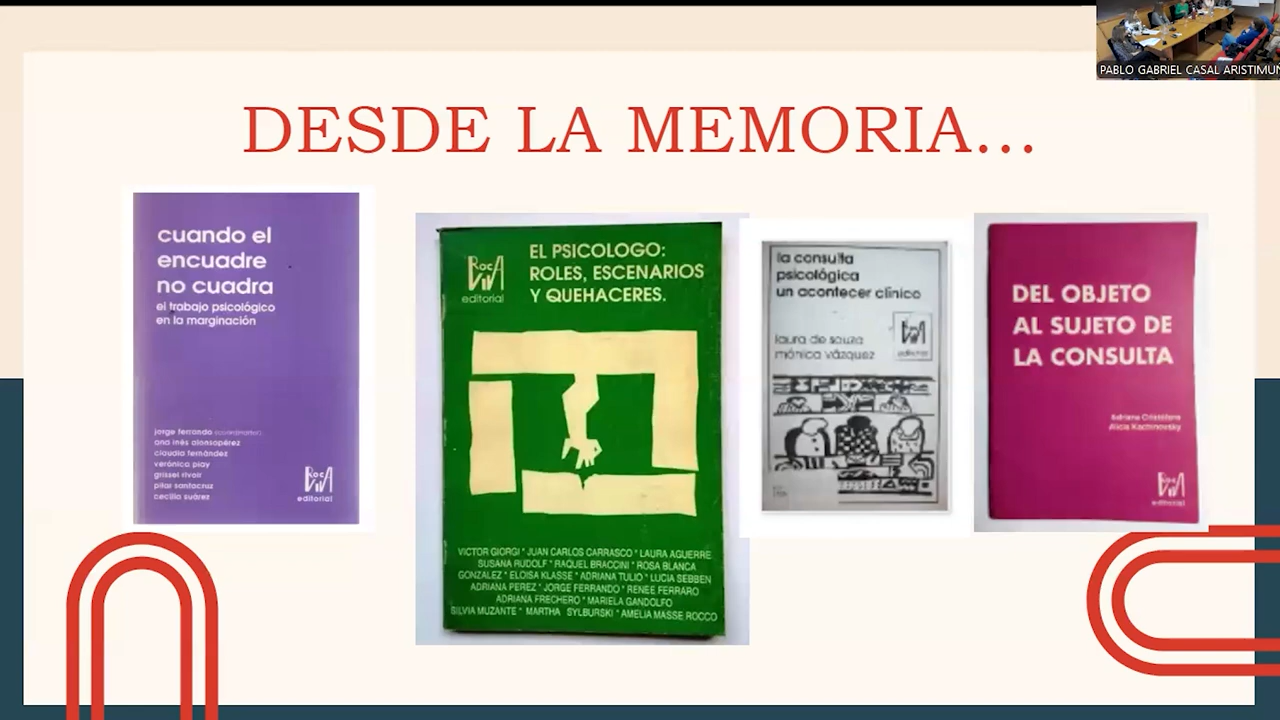 PABLO GABRIEL CASAL
DESDE LA MEMORIA...
cuando el
encuadre
no cuadra
el trabajo psicológico
en la marginación
jorge ferrando
ana inés alonsopérez
claudia fernández
verónica piay
grissel rivoir
pilar santacruz
cecilia suárez
ROCA VIVA
editorial
ROCA VIVA
editorial
EL PSICOLOGO:
ROLES, ESCENARIOS
Y QUEHACERES.
VICTOR GIORGI * JUAN CARLOS CARRASCO * LAURA AGUERRE
SUSANA RUDOLF * RAQUEL BRACCINI * ROSA BLANCA
GONZALEZ * ELOISA KLASSE * ADRIANA TULIO * LUCIA SEBBEN
ADRIANA PEREZ * JORGE FERRANDO * RENEE FERRARO
ADRIANA FRECHERO * MARIELA GANDOLFO
SILVIA MUZANTE * MARTHA SYLBURSKI * AMELIA MASSE ROCCO
la consulta
psicológica
un acontecer clínico
laura de souza
mónica vázquez
editorial
DEL OBJETO
AL SUJETO DE
LA CONSULTA
Adriana Cristóforo
Alicia Kachinovsky
ROCA VIVA
editorial